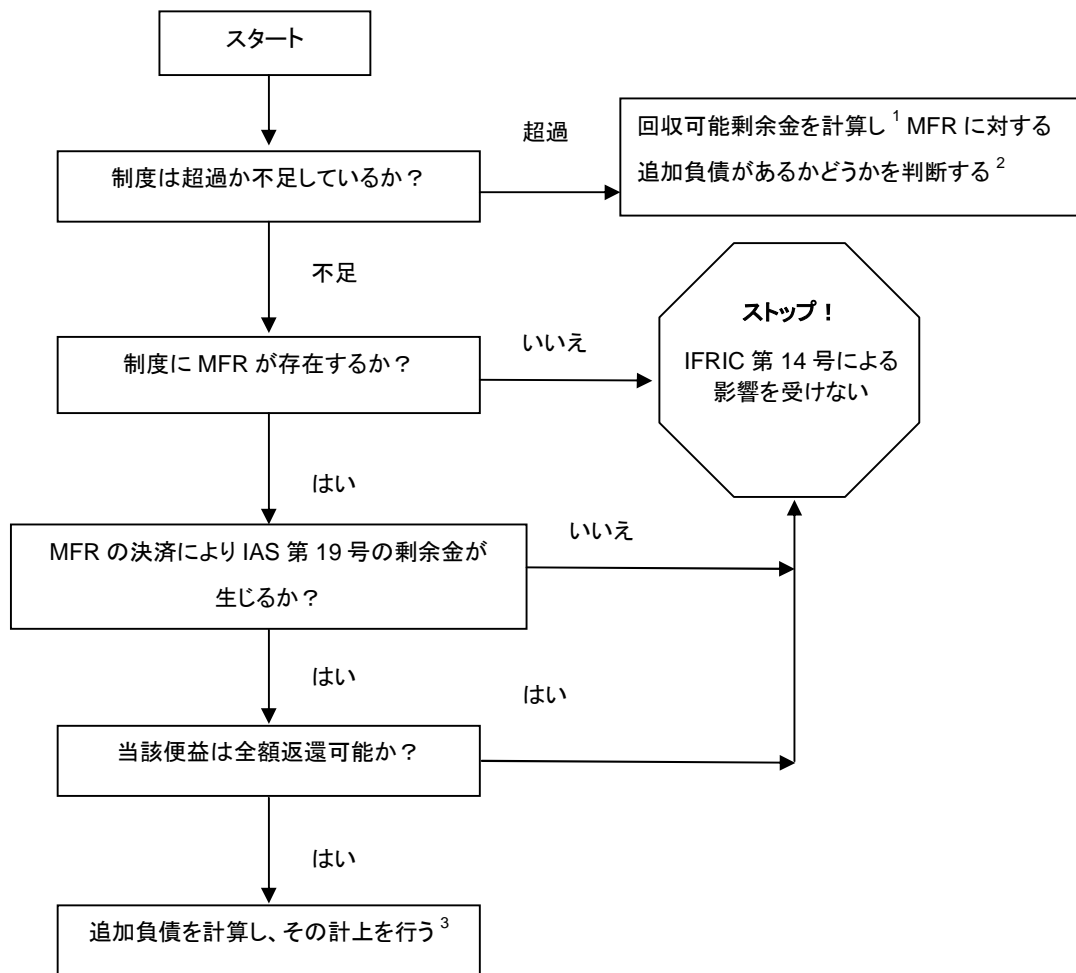 スタート
超過
回収可能剰余金を計算し 1 MFR に対する
追加負債があるかどうかを判断する 2
制度は超過か不足しているか？
不足
ストップ！
IFRIC 第 14 号による
影響を受けない
いいえ
制度に MFR が存在するか？
はい
いいえ
MFR の決済により IAS 第 19 号の剰余金が
生じるか？
はい
はい
当該便益は全額返還可能か？
はい
追加負債を計算し、その計上を行う 3